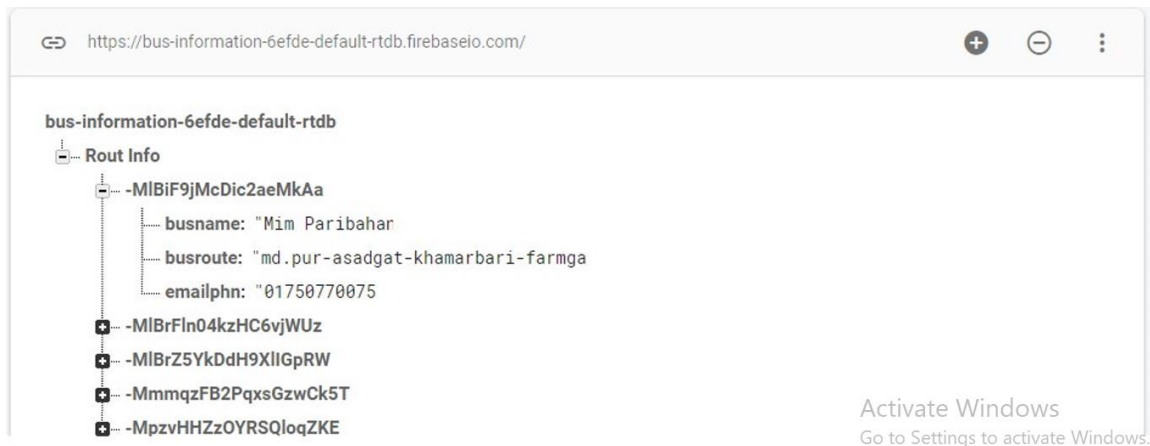 https://bus-information-6efde-default-rtdb.firebaseio.com/
bus-information-6efde-default-rtdb
Rout Info
-MlBiF9jMcDic2aeMkAa
busname: "Mim Paribahan
busroute: "md.pur-asadgat-khamarbari-farmga
emailphn: "01750770075
-MlBrFln04kzHC6vjWUz
-MlBrZ5YkDdH9XlIGpRW
-MmmqzFB2PqxsGzwCk5T
-MpzvHHZzOYRSQloqZKE
Activate Windows
Go to Settings to activate Windows.